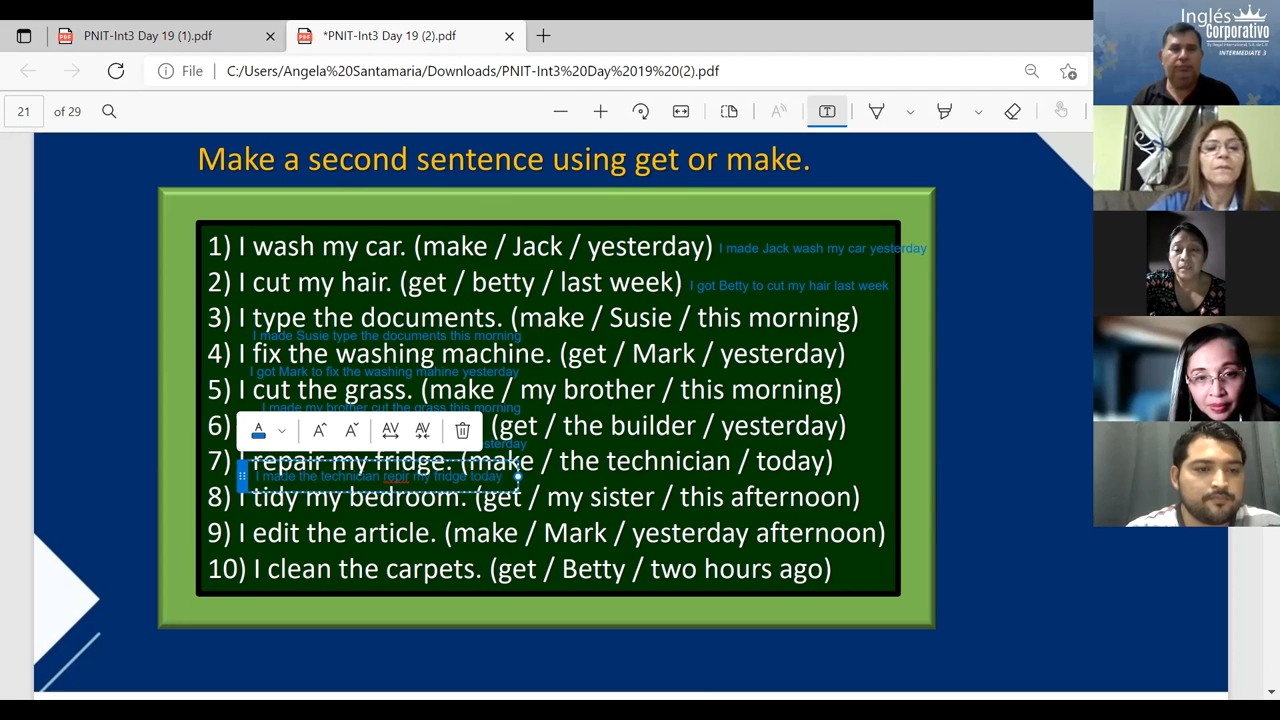 PNIT-Int3 Day 19 (1).pdf
*PNIT-Int3 Day 19 (2).pdf
File
C:/Users/Angela%20Santamaria/Downloads/PNIT-Int3%20Day%2019%20(2).pdf
21 of 29
Make a second sentence using get or make.
1) I wash my car. (make / Jack / yesterday) I made Jack wash my car yesterday
2) I cut my hair. (get / betty / last week) I got Betty to cut my hair last week
3) I type the documents. (make / Susie / this morning)
I made Susie type the documents this morning
4) I fix the washing machine. (get / Mark / yesterday)
I got Mark to fix the washing mahine yesterday
5) I cut the grass. (make / my brother / this morning)
I made my brother cut the grass this morning
6) (get / the builder / yesterday)
7) I repair my fridge. (make / the technician / today)
I made the technician repir my fridge today
8) I tidy my bedroom. (get / my sister / this afternoon)
9) I edit the article. (make / Mark / yesterday afternoon)
10) I clean the carpets. (get / Betty / two hours ago)
Inglés
Corporativo
INTERMEDIATE 3